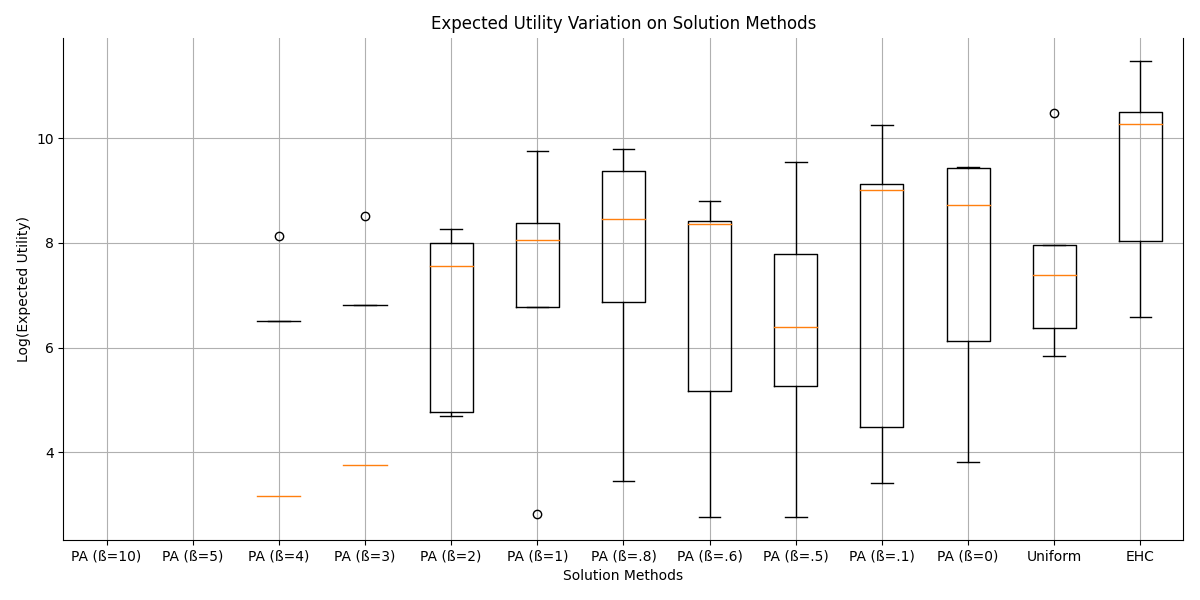 Expected Utility Variation on Solution Methods
Log(Expected Utility)
10
8
6
4
PA (ß=10) PA (ß=5) PA (ß=4) PA (ß=3) PA (ß=2) PA (ß=1) PA (ß=.8) PA (ß=.6) PA (ß=.5) PA (ß=.1) PA (ß=0) Uniform EHC
Solution Methods